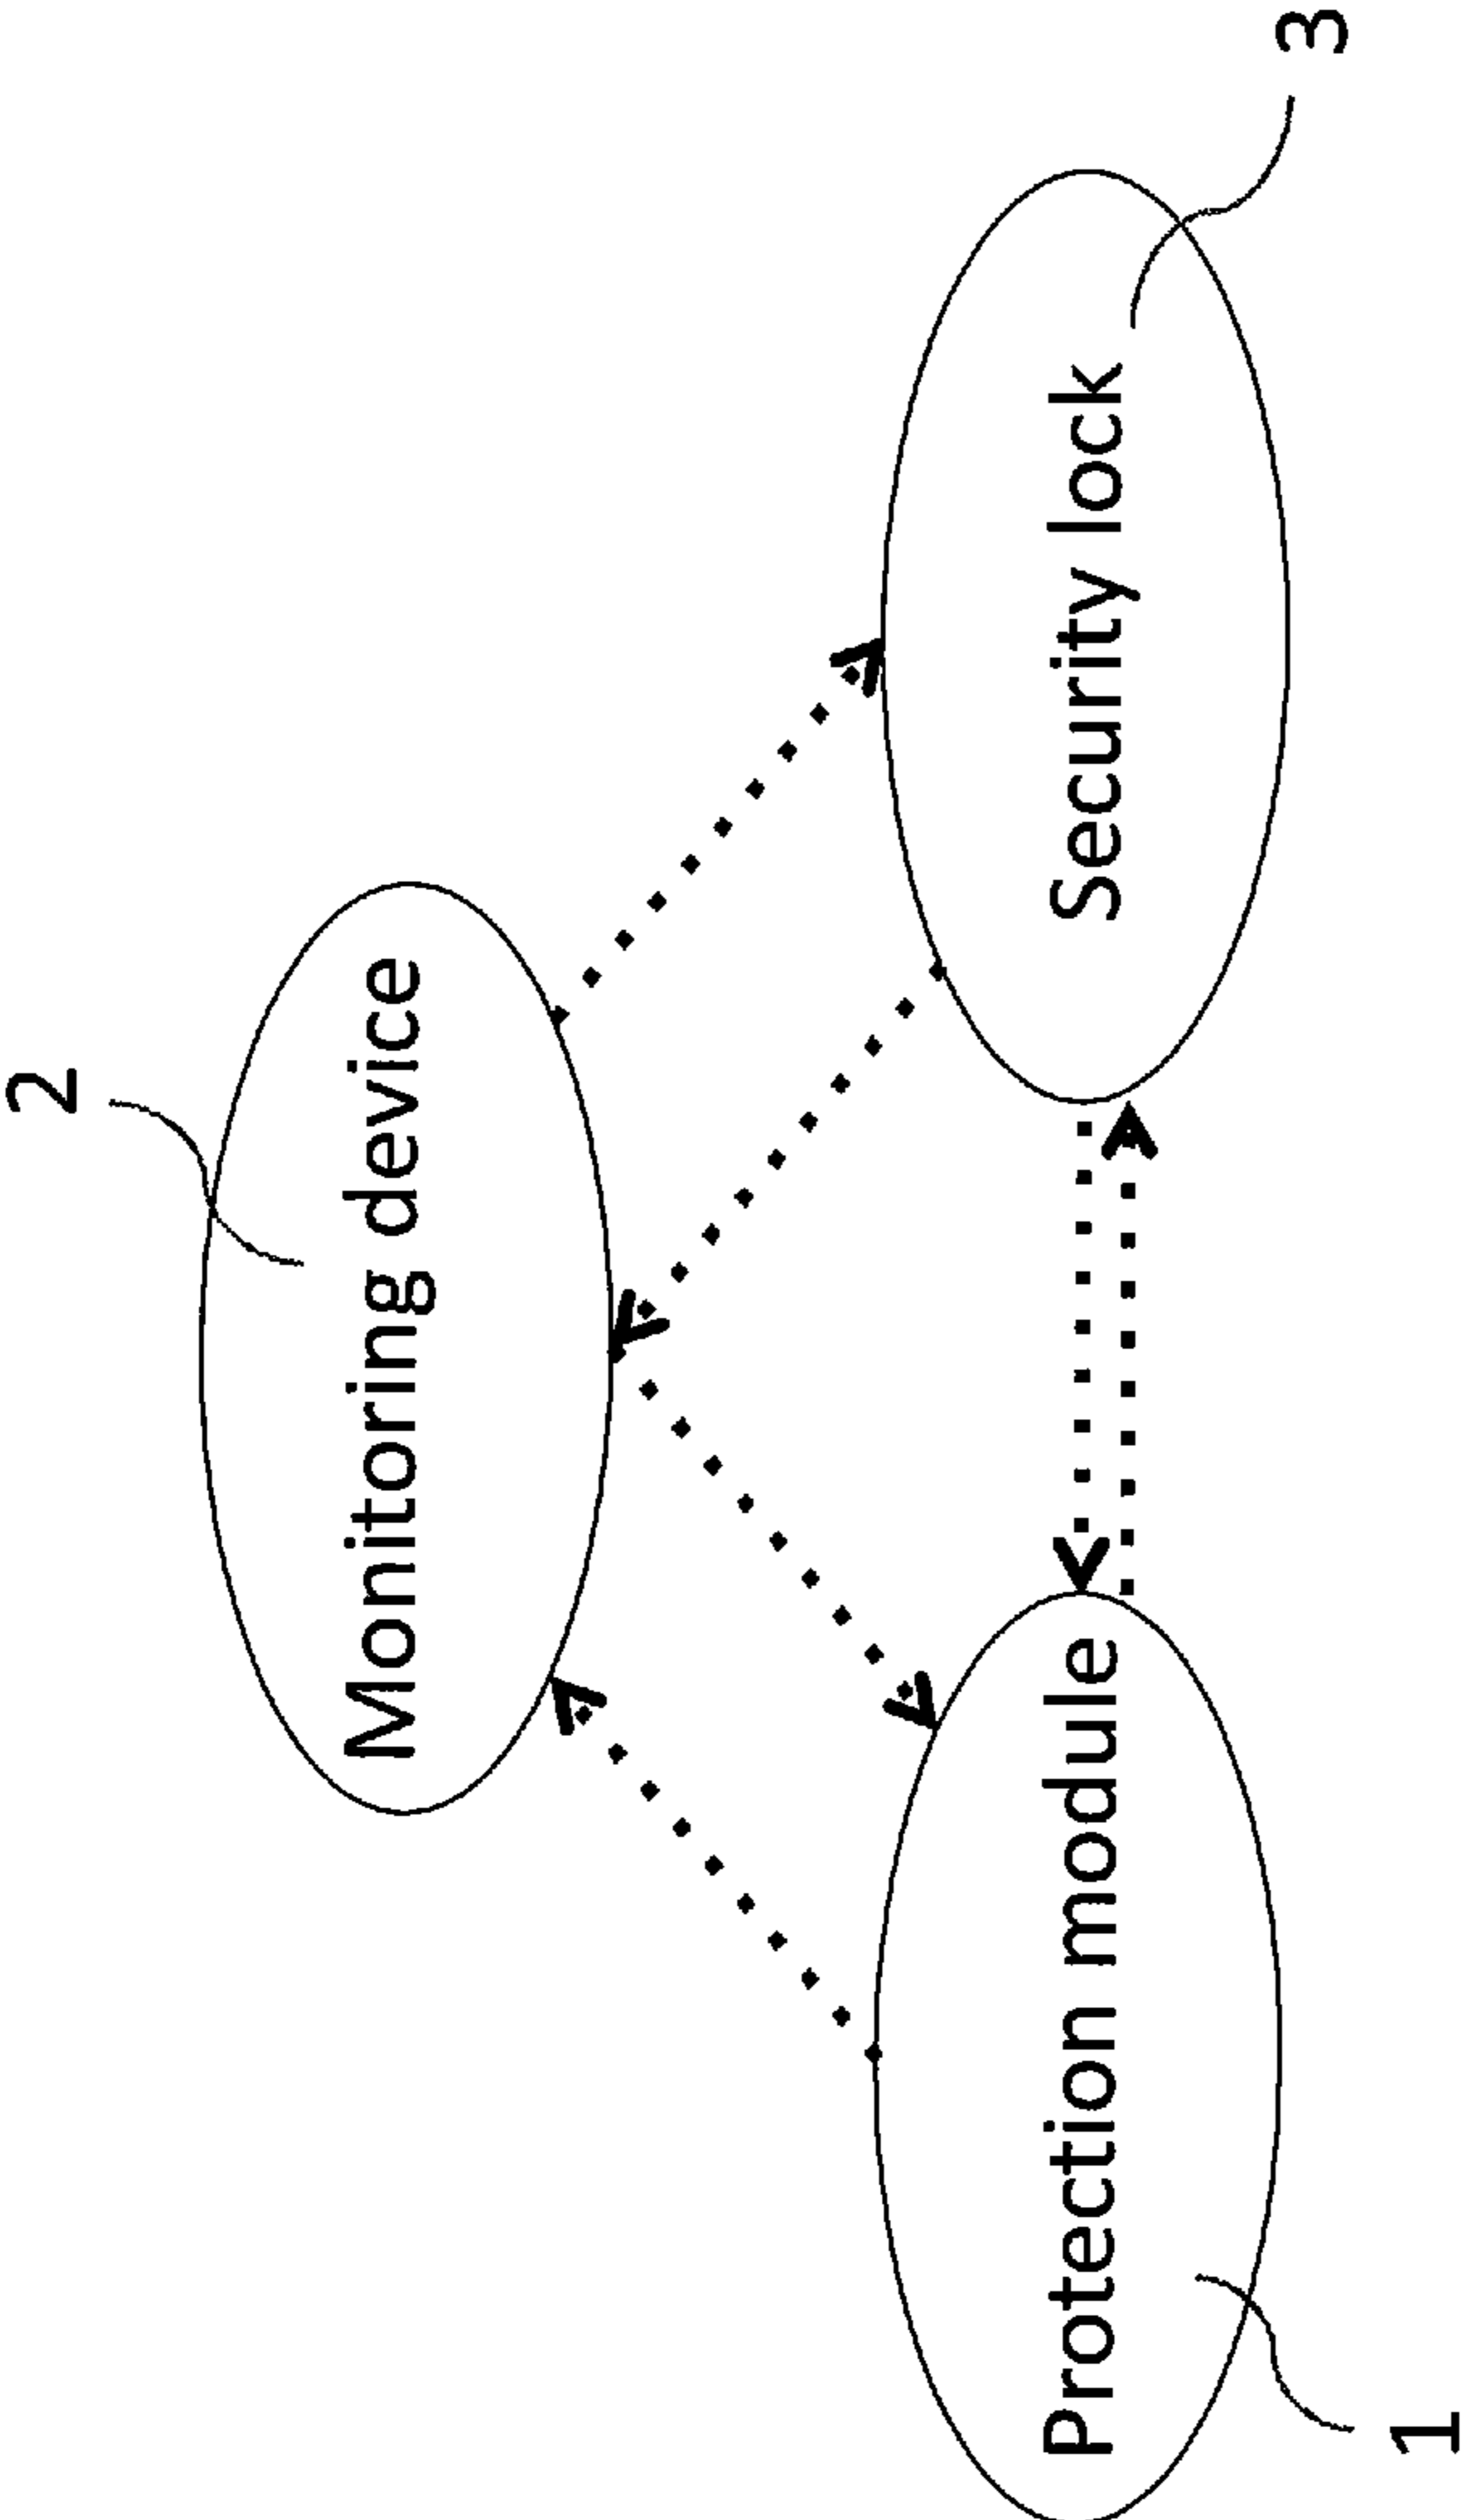 2
Monitoring device
Protection module
Security lock
1
3